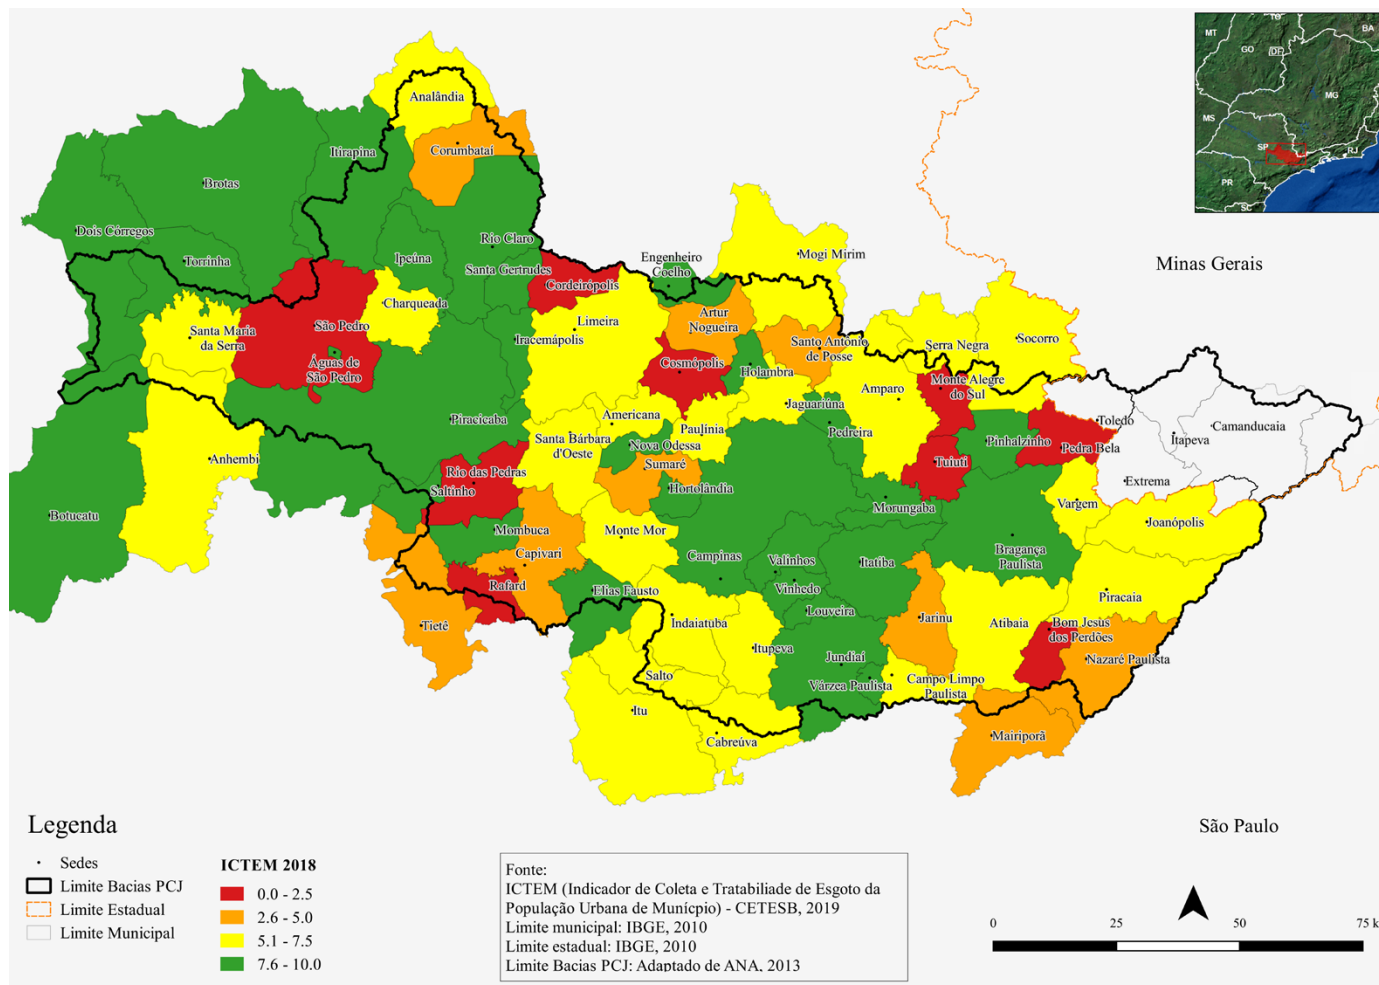 TO
BA
MT
GO
DF
MG
MS
SP
RJ
PR
SC
Analândia
Corumbataí
Itirapina
Brotas
Dois Córregos
Torrinha
Ipeúna
Rio Claro
Santa Gertrudes
Cordeirópolis
Engenheiro
Coelho
Mogi Mirim
Minas Gerais
Charqueada
São Pedro
Santa Maria
da Serra
Águas de
São Pedro
Iracemápolis
Limeira
Artur
Nogueira
Cosmópolis
Santo Antônio
de Posse
Holambra
Serra Negra
Socorro
Amparo
Monte Alegre
do Sul
Jaguariúna
Pedreira
Piracicaba
Americana
Santa Bárbara
d'Oeste
Paulínia
Nova Odessa
Sumaré
Hortolândia
Pinhalzinho
Toledo
Pedra Bela
Itapeva
Camanducaia
Extrema
Tuiuti
Anhembi
Botucatu
Rio das Pedras
Saltinho
Mombuca
Capivari
Rafard
Tietê
Monte Mor
Elias Fausto
Campinas
Morungaba
Valinhos
Vinhedo
Itatiba
Louveira
Bragança
Paulista
Vargem
Joanópolis
Piracaia
Indaiatuba
Itupeva
Jundiaí
Várzea Paulista
Jarinu
Atibaia
Bom Jesus
dos Perdões
Nazaré Paulista
Campo Limpo
Paulista
Salto
Itu
Cabreúva
Mairiporã
São Paulo
Legenda
Sedes
Limite Bacias PCJ
Limite Estadual
Limite Municipal
ICTEM 2018
0.0 - 2.5
2.6 - 5.0
5.1 - 7.5
7.6 - 10.0
Fonte:
ICTEM (Indicador de Coleta e Tratabiliade de Esgoto da
População Urbana de Munícpio) - CETESB, 2019
Limite municipal: IBGE, 2010
Limite estadual: IBGE, 2010
Limite Bacias PCJ: Adaptado de ANA, 2013
0 25 50 75 k